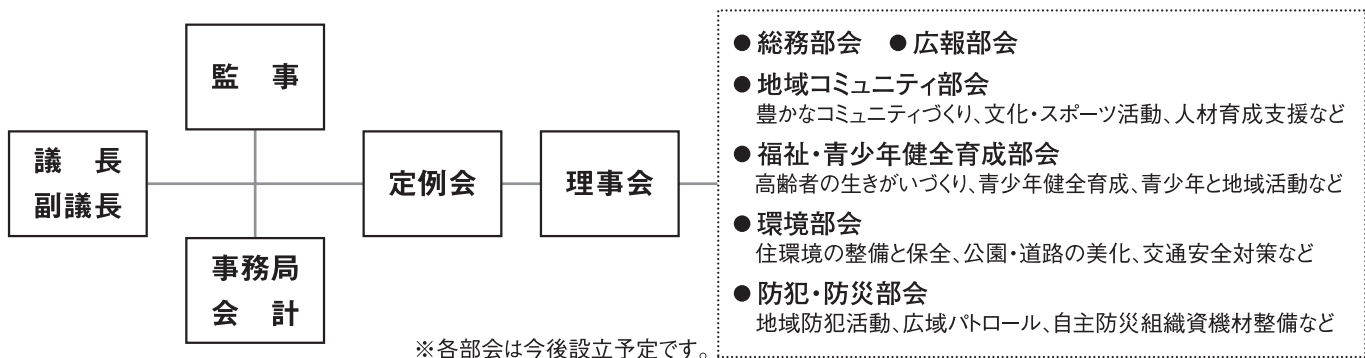 監　事
議　長
副議長
定例会
理事会
事務局
会　計
●総務部会　●広報部会
●地域コミュニティ部会
豊かなコミュニティづくり、文化・スポーツ活動、人材育成支援など
●福祉・青少年健全育成部会
高齢者の生きがいづくり、青少年健全育成、青少年と地域活動など
●環境部会
住環境の整備と保全、公園・道路の美化、交通安全対策など
●防犯・防災部会
地域防犯活動、広域パトロール、自主防災組織資機材整備など
※各部会は今後設立予定です。